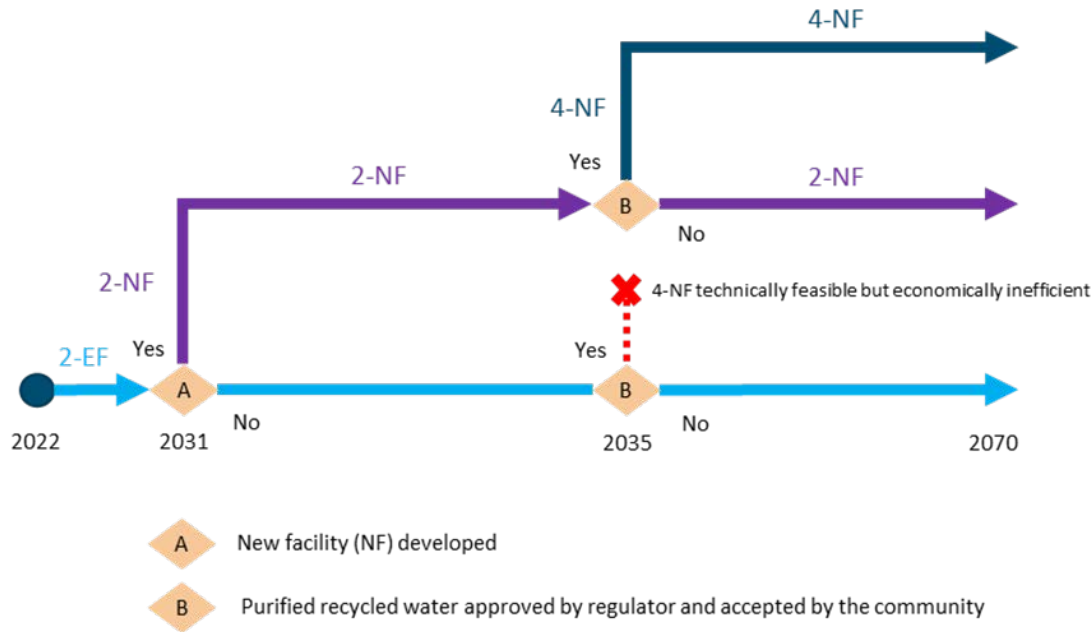 4-NF
4-NF
Yes
2-NF
B
2-NF
No
2-NF
4-NF technically feasible but economically inefficient
Yes
2-EF
Yes
A
No
B
No
2022
2031
2035
2070
A
New facility (NF) developed
B
Purified recycled water approved by regulator and accepted by the community